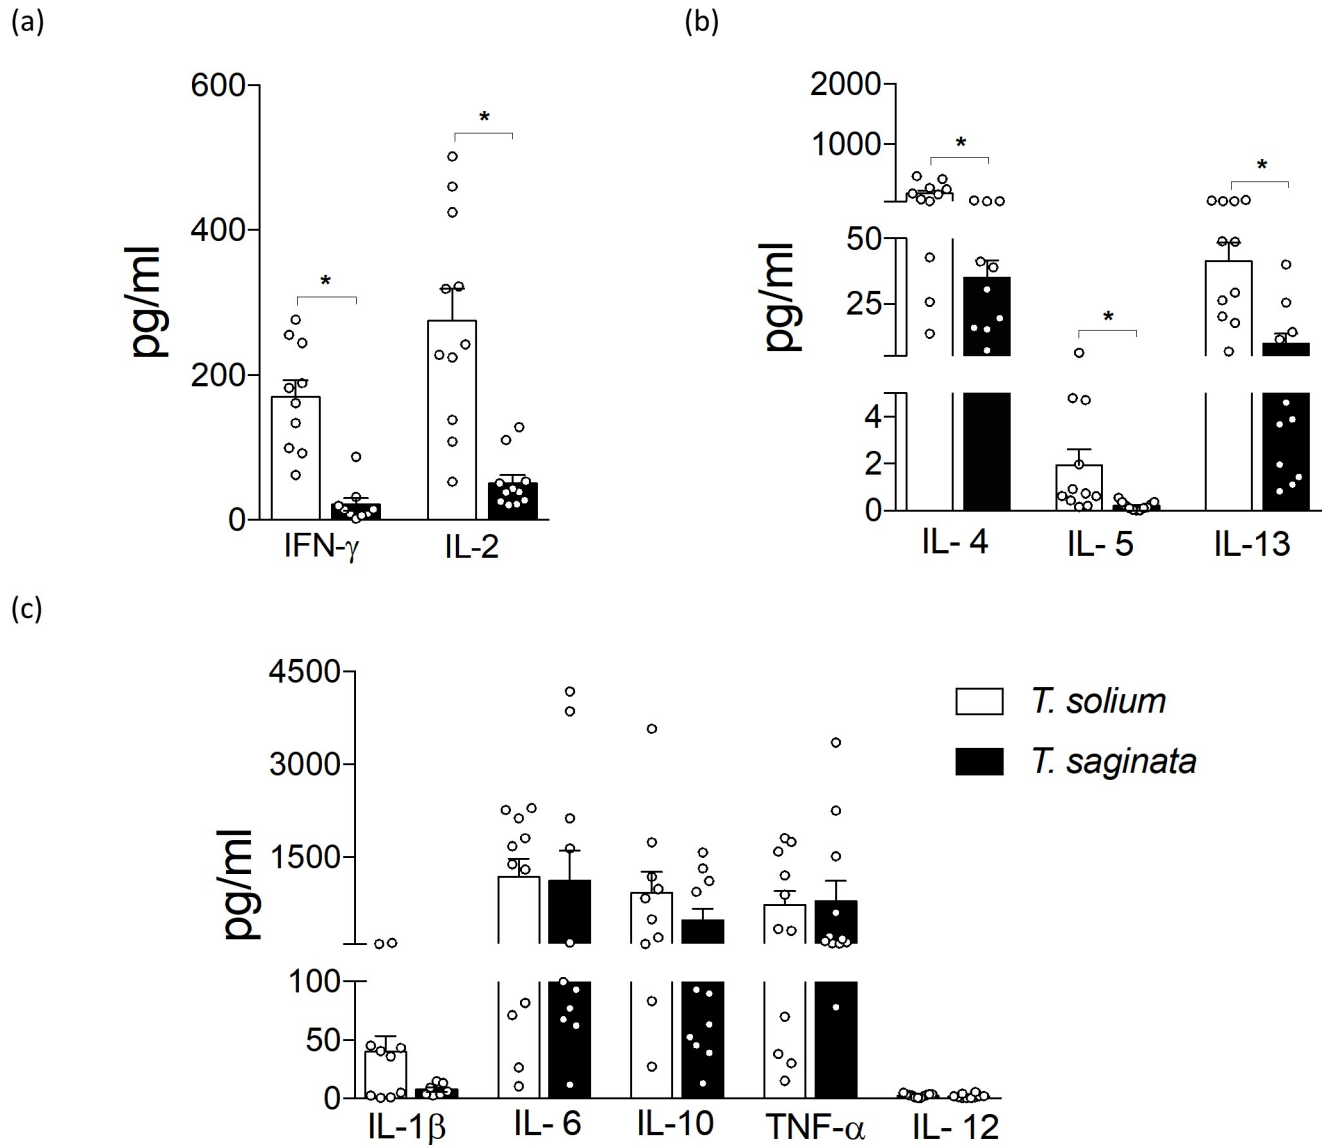 (a)
600
400
200
0
pg/ml
*
*
IFN-γ
IL-2
(b)
2000
1000
50
25
4
2
0
pg/ml
*
*
*
IL- 4
IL- 5
IL-13
(c)
4500
3000
1500
100
50
0
pg/ml
IL-1β
IL- 6
IL-10
TNF-α
IL- 12
T. solium
T. saginata